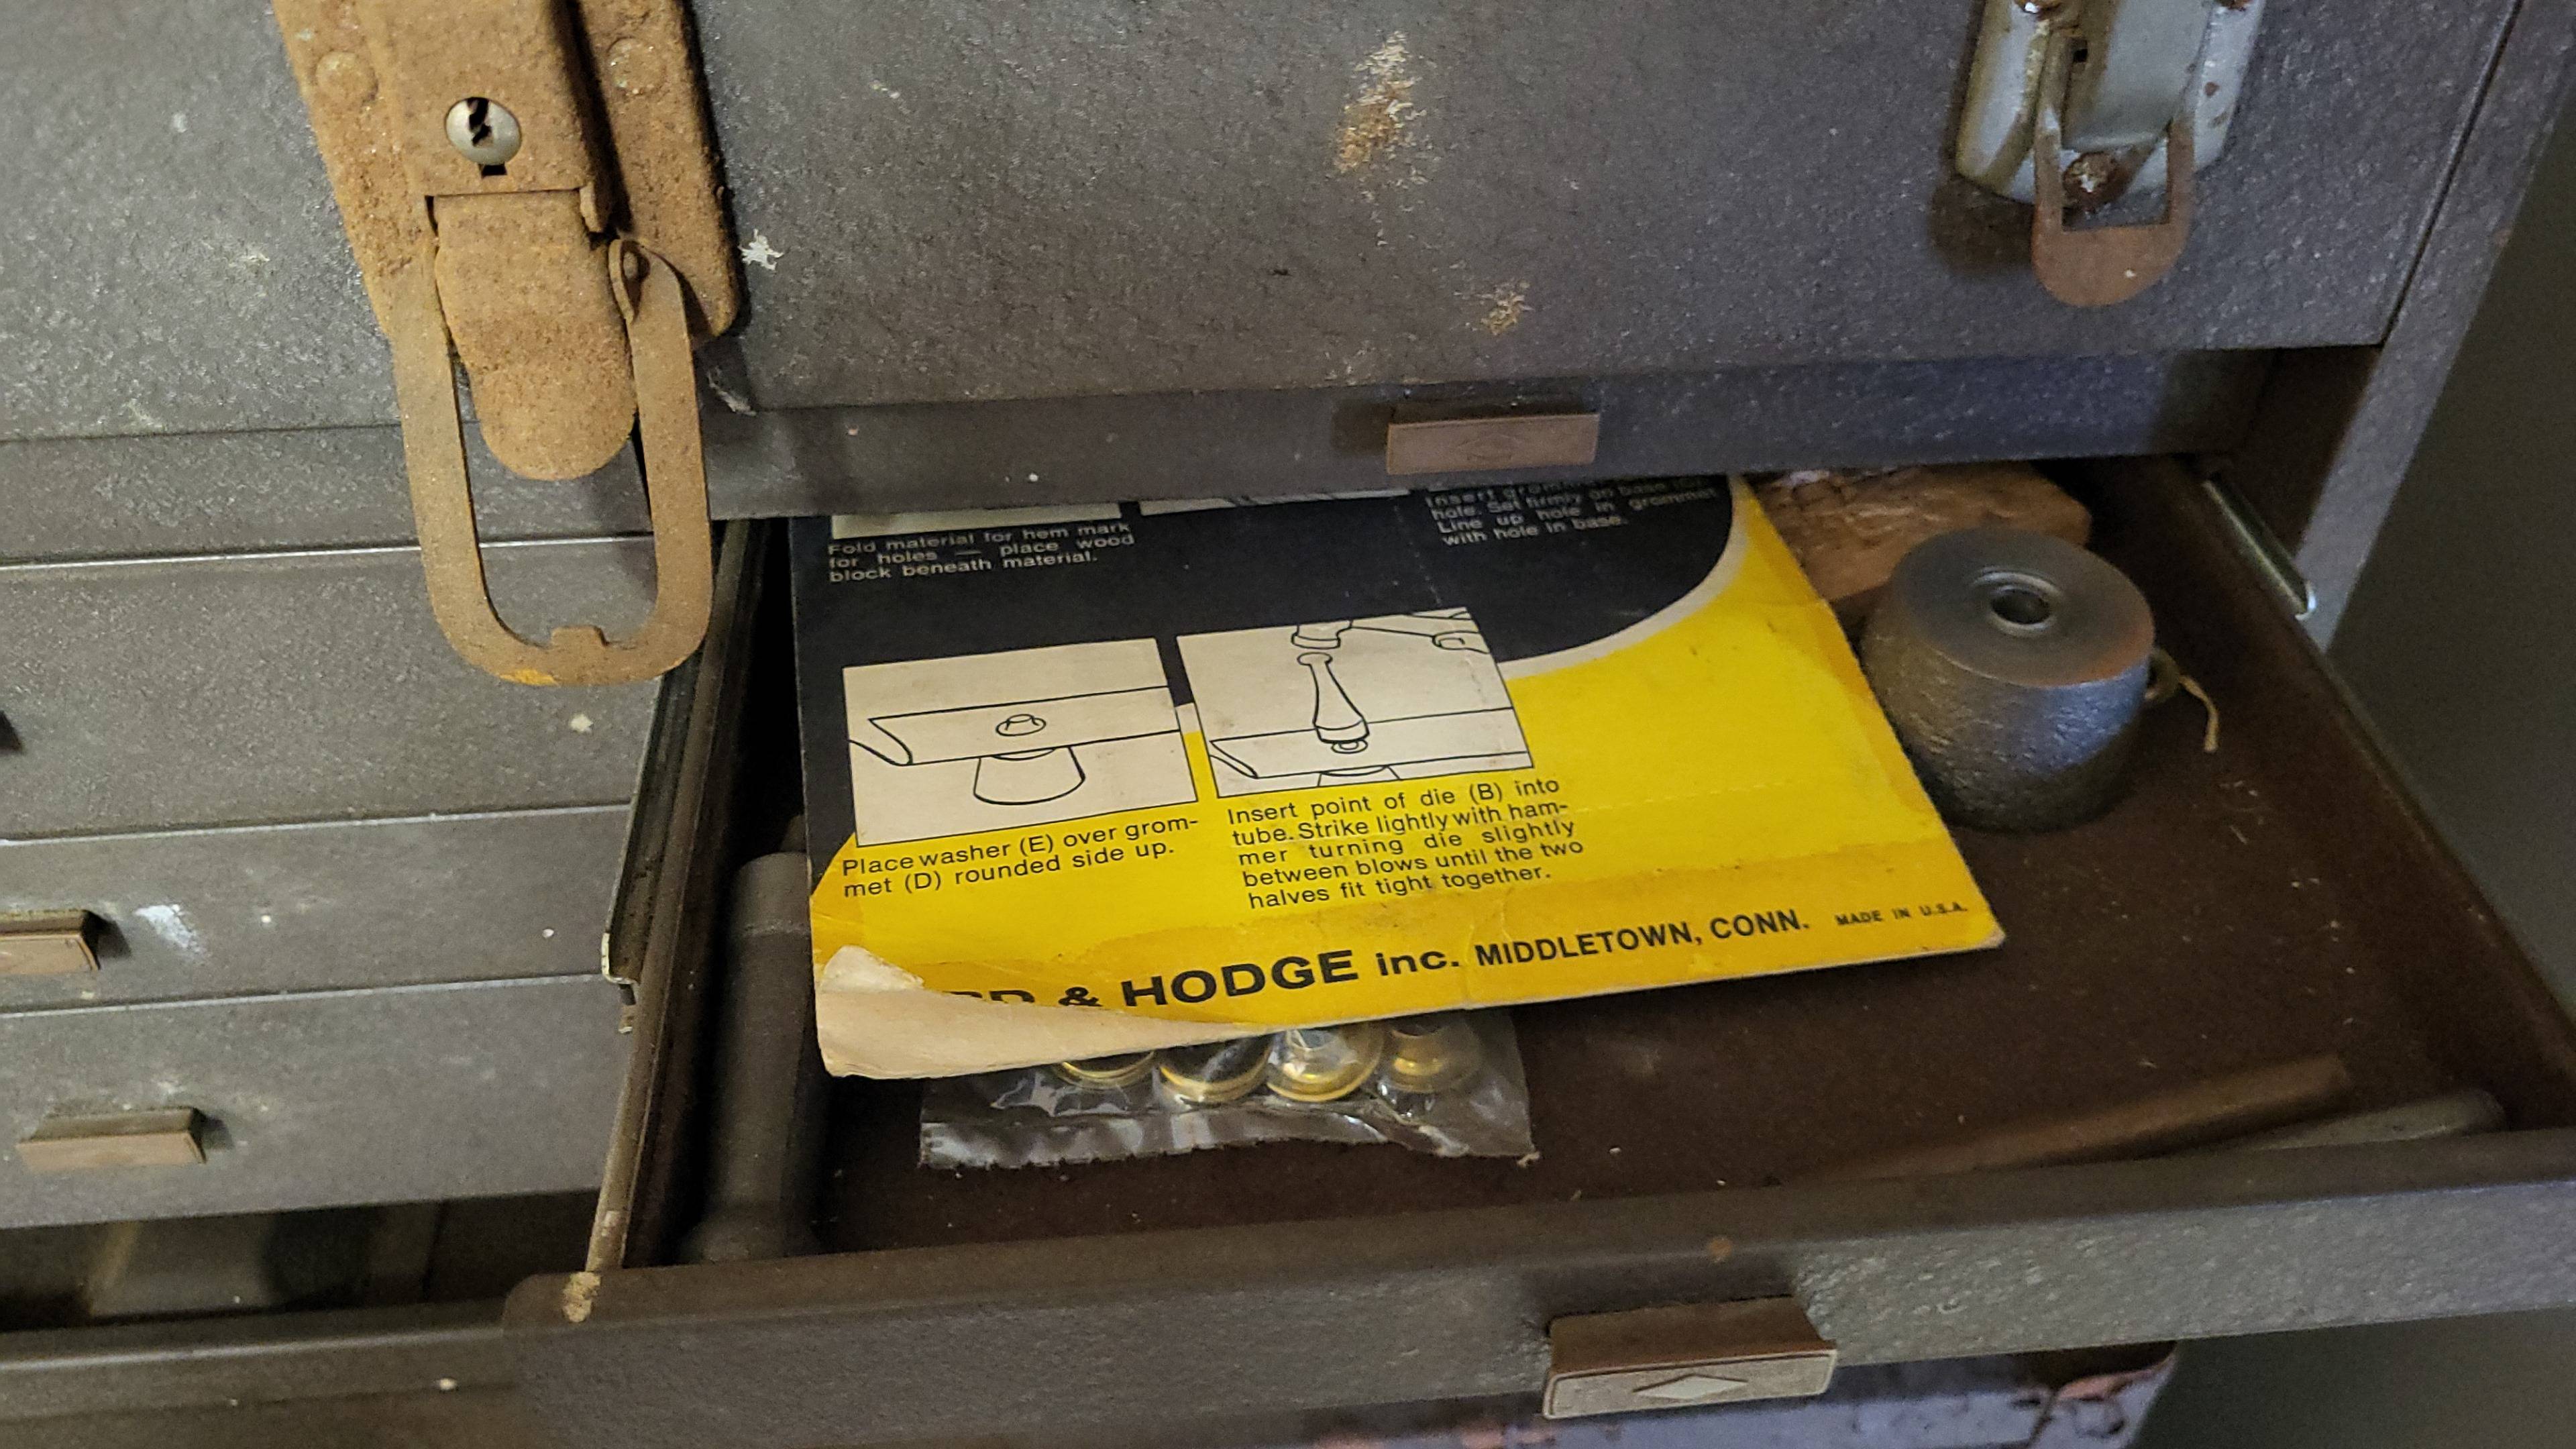 Fold material for hem mark
for holes — place wood
block beneath material.
Insert
hole. Set firmly on base
Line up hole in grommet
with hole in base.
Place washer (E) over grom-
met (D) rounded side up.
Insert point of die (B) into
tube. Strike lightly with ham-
mer turning die slightly
between blows until the two
halves fit tight together.
& HODGE inc. MIDDLETOWN, CONN. MADE IN U.S.A.